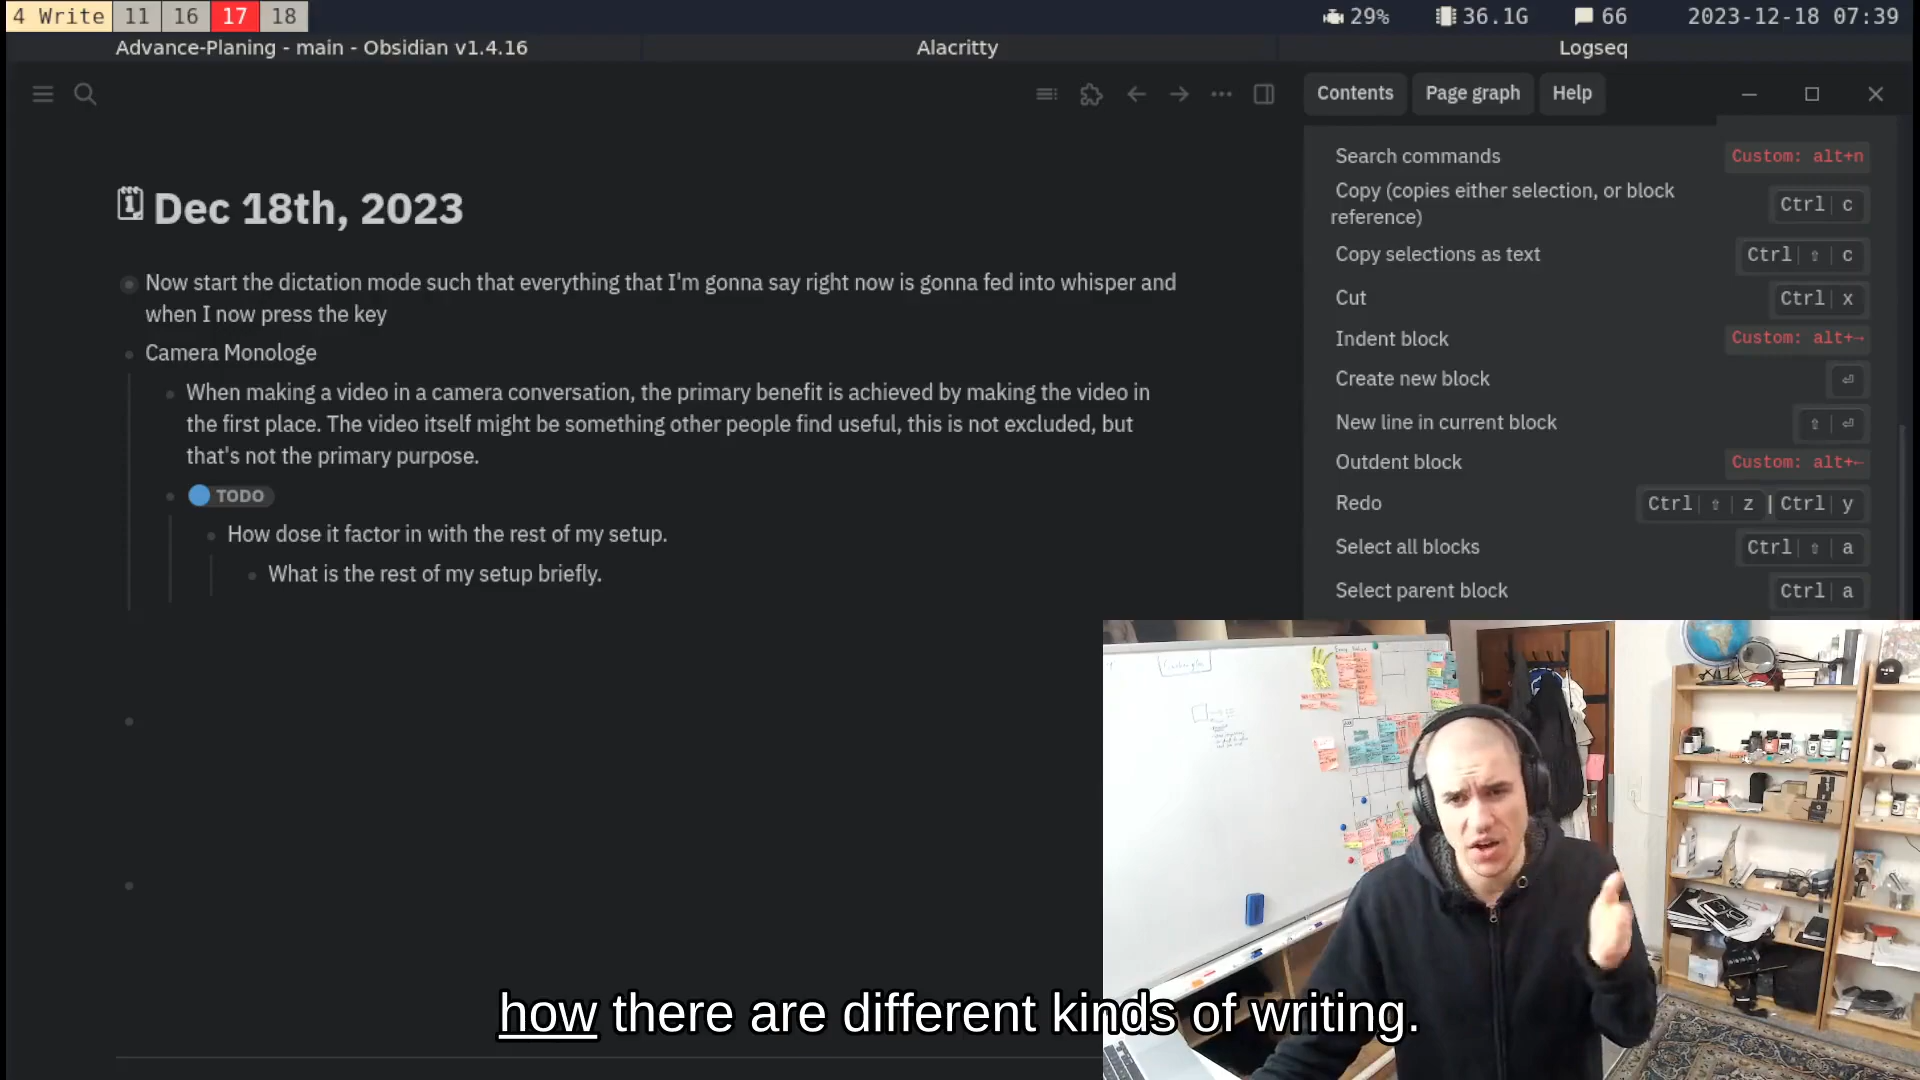 4 Write 11 16 17 18 29% 36.1G 66 2023-12-18 07:39
Advance-Planing - main - Obsidian v1.4.16 Alacritty Logseq
Contents Page graph Help
Dec 18th, 2023
Now start the dictation mode such that everything that I'm gonna say right now is gonna fed into whisper and
when I now press the key
Camera Monologe
When making a video in a camera conversation, the primary benefit is achieved by making the video in
the first place. The video itself might be something other people find useful, this is not excluded, but
that's not the primary purpose.
TODO
How dose it factor in with the rest of my setup.
What is the rest of my setup briefly.
Search commands Custom: alt+n
Copy (copies either selection, or block
reference) Ctrl c
Copy selections as text Ctrl ⇧ c
Cut Ctrl x
Indent block Custom: alt+→
Create new block ⏎
New line in current block ⇧ ⏎
Outdent block Custom: alt+←
Redo Ctrl ⇧ z | Ctrl y
Select all blocks Ctrl ⇧ a
Select parent block Ctrl a
how there are different kinds of writing.